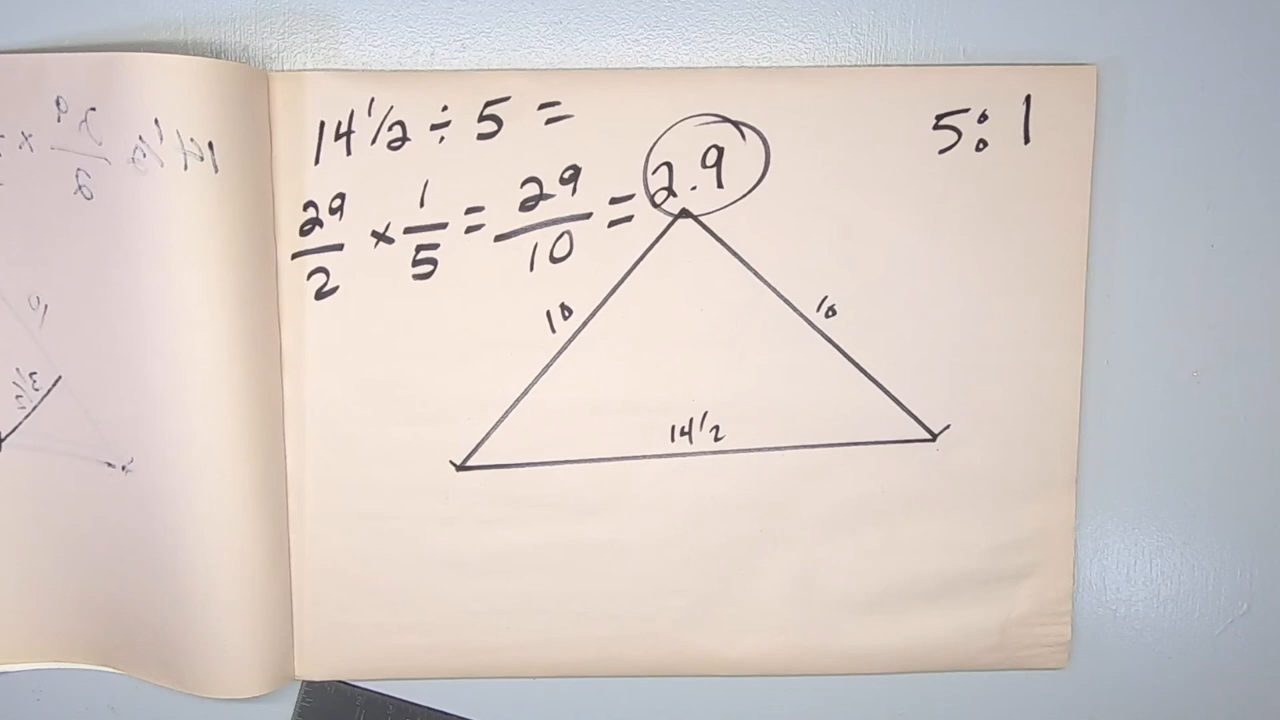 14 1/2 ÷ 5 =
5:1
29/2 × 1/5 = 29/10 = 2.9
10
10
14 1/2